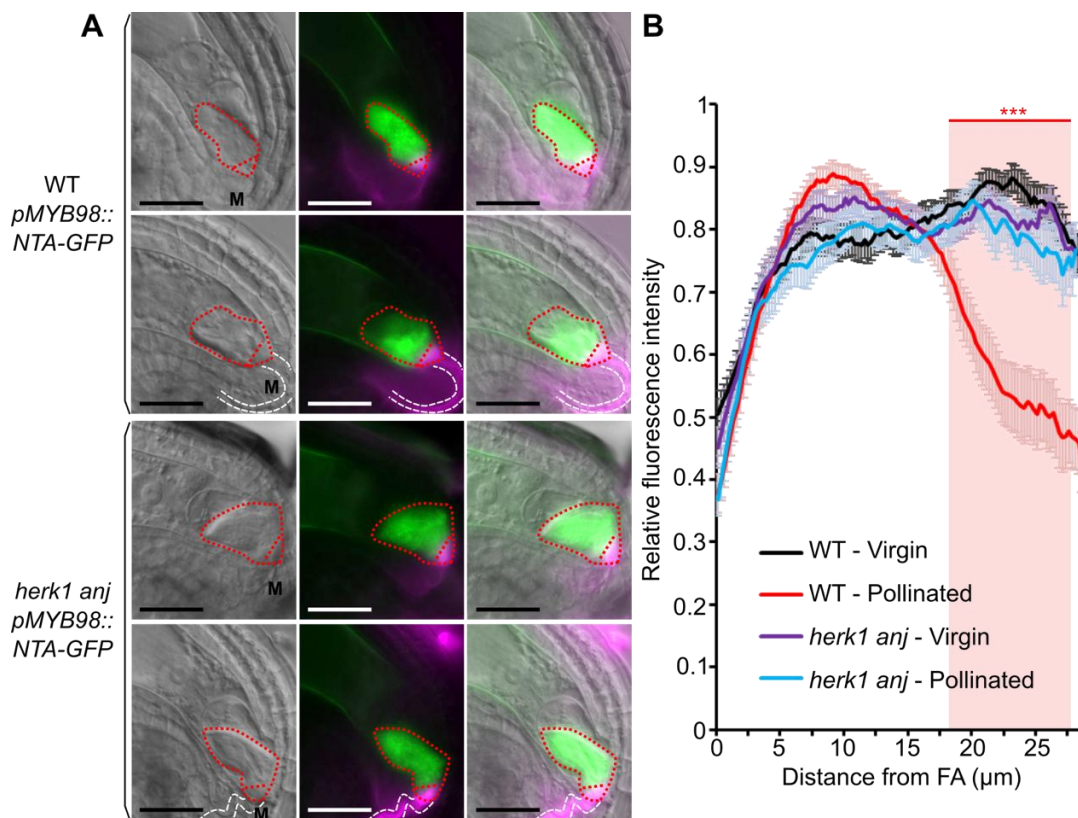 A
WT
pMYB98::
NTA-GFP
M
M
herk1 anj
pMYB98::
NTA-GFP
M
M
B
***
1
0.9
0.8
0.7
0.6
0.5
0.4
0.3
0.2
0.1
0
Relative fluorescence intensity
WT - Virgin
WT - Pollinated
herk1 anj - Virgin
herk1 anj - Pollinated
0 5 10 15 20 25
Distance from FA (µm)